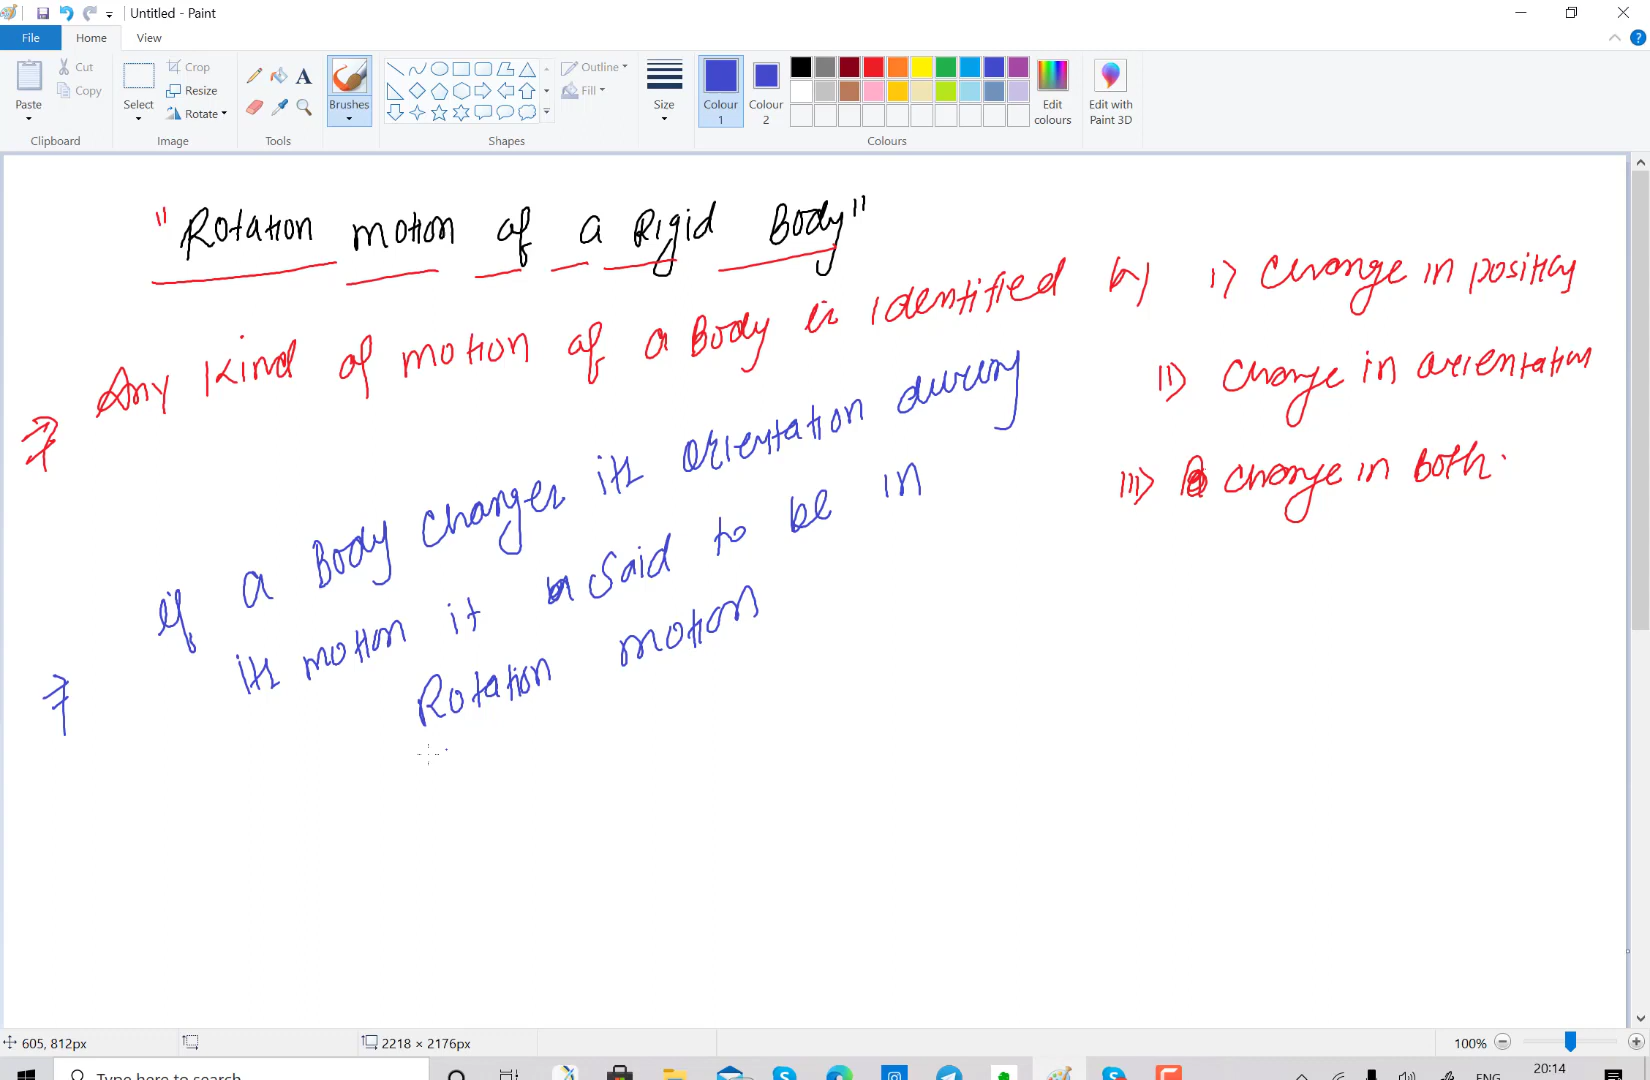 Untitled - Paint
File Home View
Paste
Cut
Copy
Clipboard
Select
Crop
Resize
Rotate
Image
Tools
Brushes
Shapes
Outline
Fill
Size
Colour 1
Colour 2
Colours
Edit colours
Edit with Paint 3D
"Rotation motion of a Rigid Body"
Any kind of motion of a Body is identified by i) change in position
ii) change in orientation
iii) change in both.
if a Body changes its orientation during
its motion it said to be in
Rotation motion
605, 812px
2218 × 2176px
100%
Type here to search
ENG
20:14